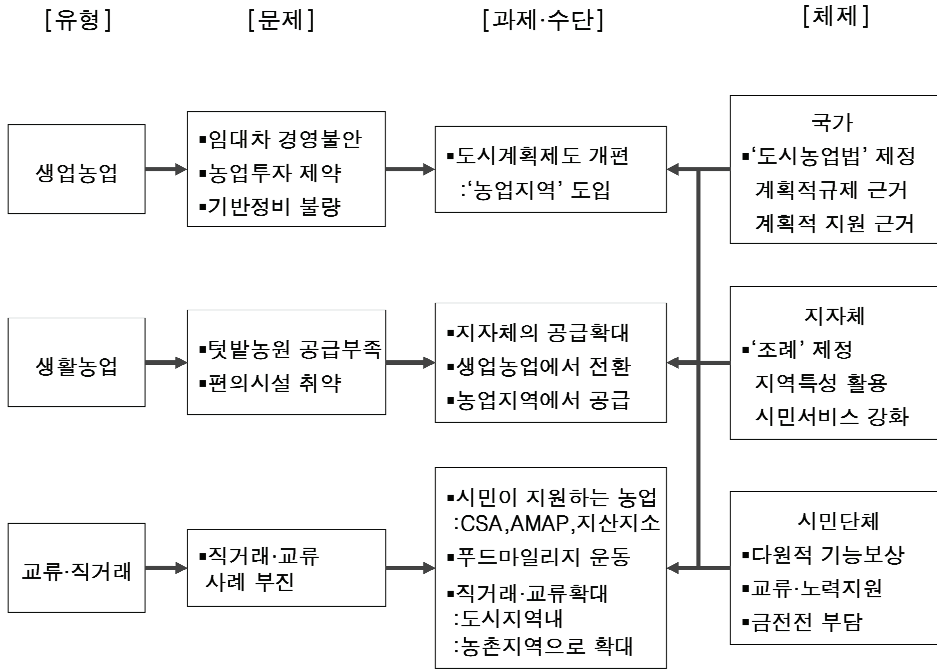 [유형]
[문제]
[과제·수단]
[체제]
생업농업
▪임대차 경영불안
▪농업투자 제약
▪기반정비 불량
▪도시계획제도 개편
:‘농업지역’ 도입
국가
▪‘도시농업법’ 제정
계획적규제 근거
계획적 지원 근거
생활농업
▪텃밭농원 공급부족
▪편의시설 취약
▪지자체의 공급확대
▪생업농업에서 전환
▪농업지역에서 공급
지자체
▪‘조례’ 제정
지역특성 활용
시민서비스 강화
교류·직거래
▪직거래·교류
사례 부진
▪시민이 지원하는 농업
:CSA,AMAP,지산지소
▪푸드마일리지 운동
▪직거래·교류확대
:도시지역내
:농촌지역으로 확대
시민단체
▪다원적 기능보상
▪교류·노력지원
▪금전전 부담